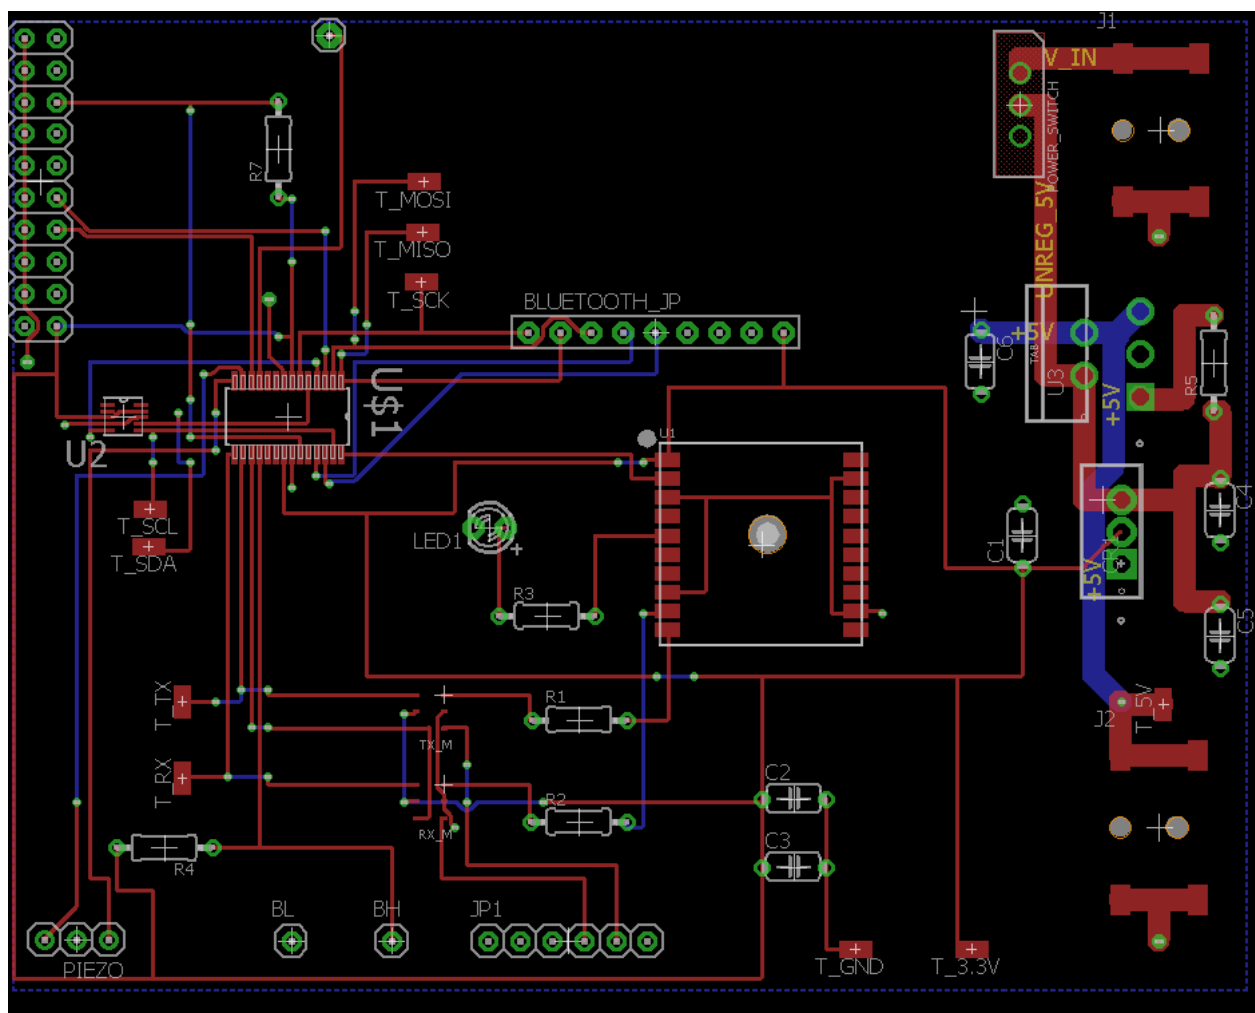 J1
V_IN
POWER_SWITCH
R7
T_MOSI
T_MISO
UNREG_5V
T_SCK
BLUETOOTH_JP
+5V
C6
TAB
U3
R5
+5V
U$1
U2
U1
T_SCL
T_SDA
LED1
C1
C4
+5V
R3
C5
T_TX
R1
J2
T_5V
TX_M
T_RX
C2
R2
RX_M
C3
R4
BL
BH
JP1
PIEZO
T_GND
T_3.3V